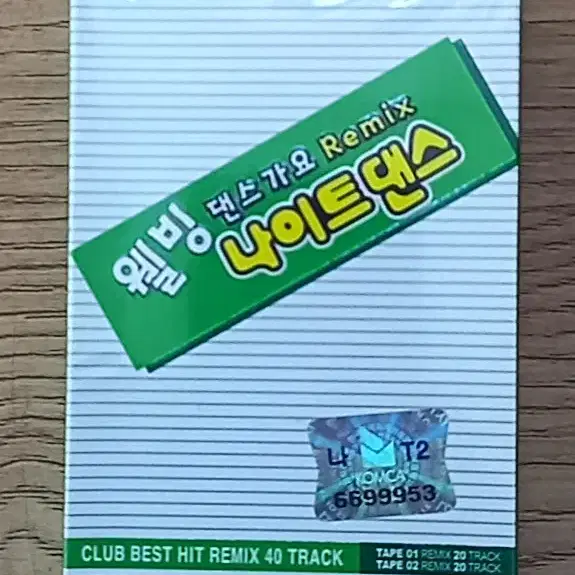 웰빙 댄스가요 Remix
나이트댄스
나 T2
KOMCA
6699953
CLUB BEST HIT REMIX 40 TRACK
TAPE 01 REMIX 20 TRACK
TAPE 02 REMIX 20 TRACK